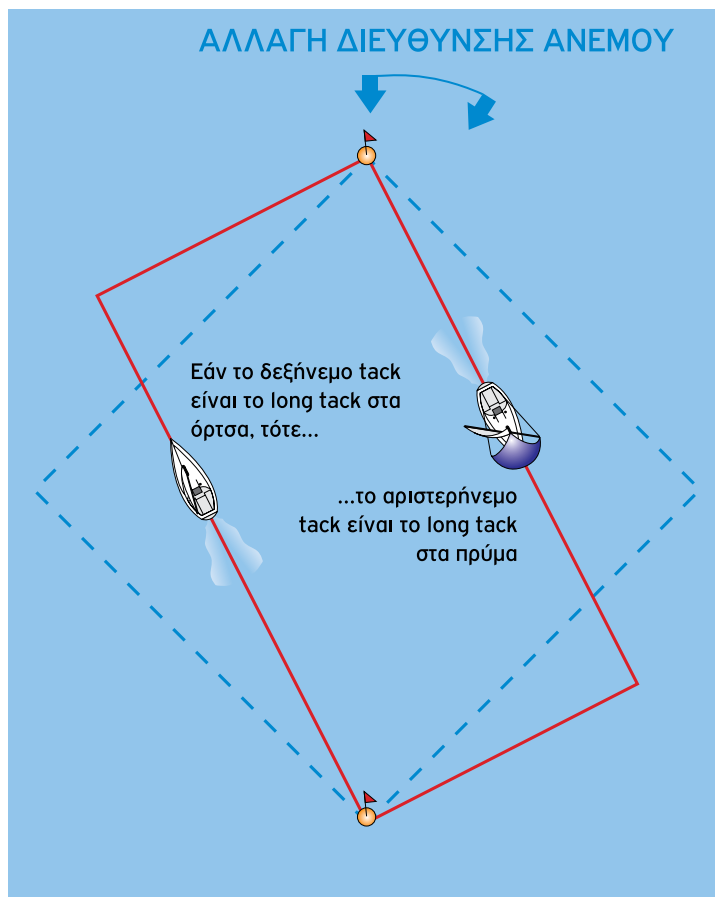 ΑΛΛΑΓΗ ΔΙΕΥΘΥΝΣΗΣ ΑΝΕΜΟΥ
Εάν το δεξήνεμο tack
είναι το long tack στα
όρτσα, τότε...
...το αριστερήνεμο
tack είναι το long tack
στα πρύμα